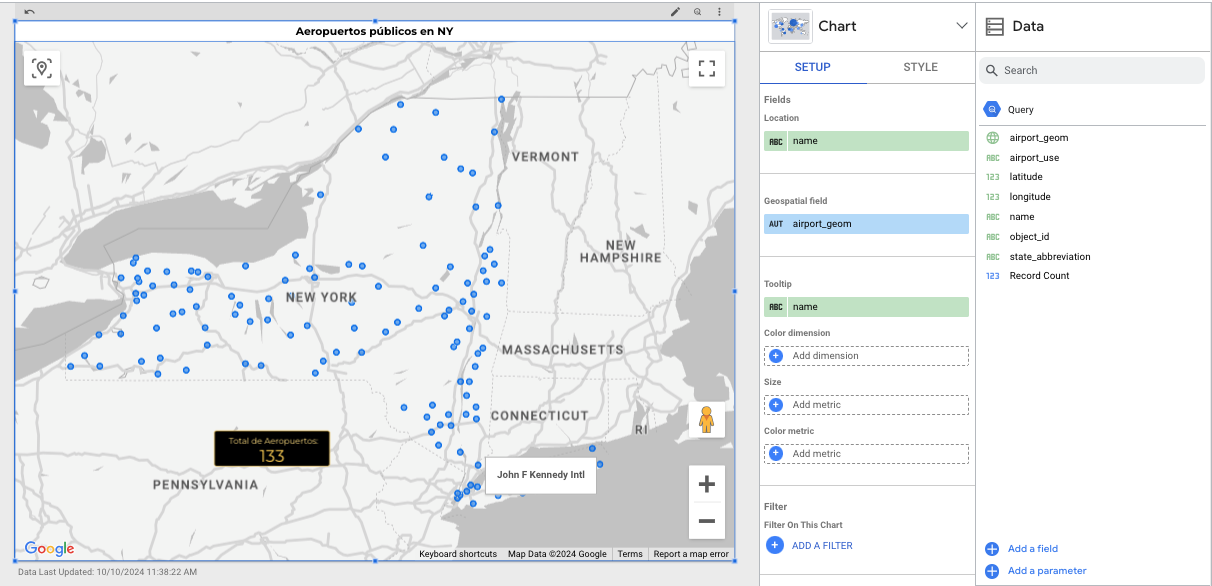 Aeropuertos públicos en NY
VERMONT
NEW
HAMPSHIRE
NEW YORK
MASSACHUSETTS
CONNECTICUT
RI
Total de Aeropuertos:
133
John F Kennedy Intl
PENNSYLVANIA
Google
Keyboard shortcuts
Map Data ©2024 Google
Terms
Report a map error
Data Last Updated: 10/10/2024 11:38:22 AM
Chart
SETUP
STYLE
Fields
Location
ABC name
Geospatial field
AUT airport_geom
Tooltip
ABC name
Color dimension
Add dimension
Size
Add metric
Color metric
Add metric
Filter
Filter On This Chart
ADD A FILTER
Data
Search
Query
airport_geom
ABC airport_use
123 latitude
123 longitude
ABC name
ABC object_id
ABC state_abbreviation
123 Record Count
Add a field
Add a parameter